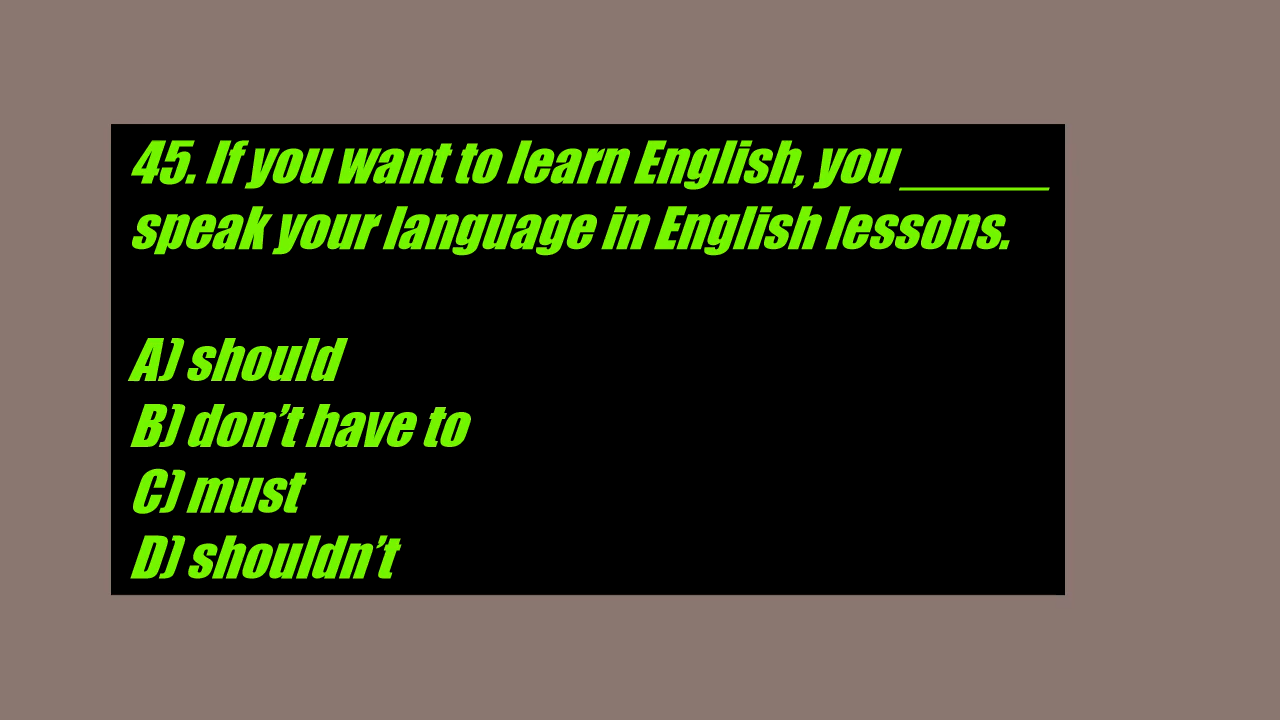 45. If you want to learn English, you ______
speak your language in English lessons.
A) should
B) don’t have to
C) must
D) shouldn’t